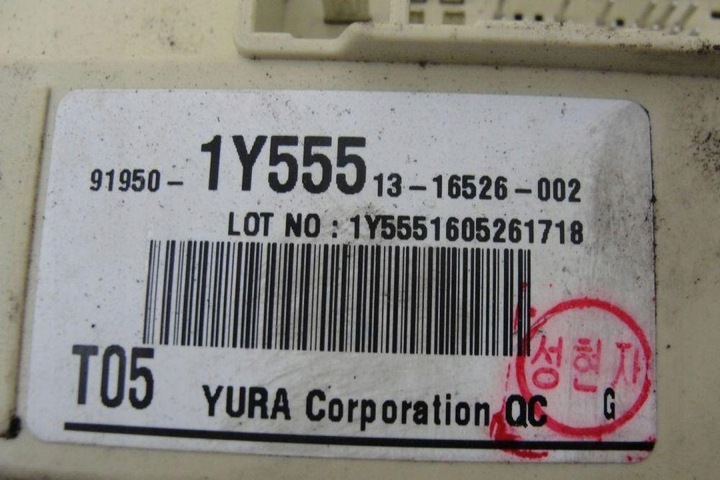 91950- 1Y555 13-16526-002
LOT NO : 1Y5551605261718
성현자
T05 YURA Corporation QC G